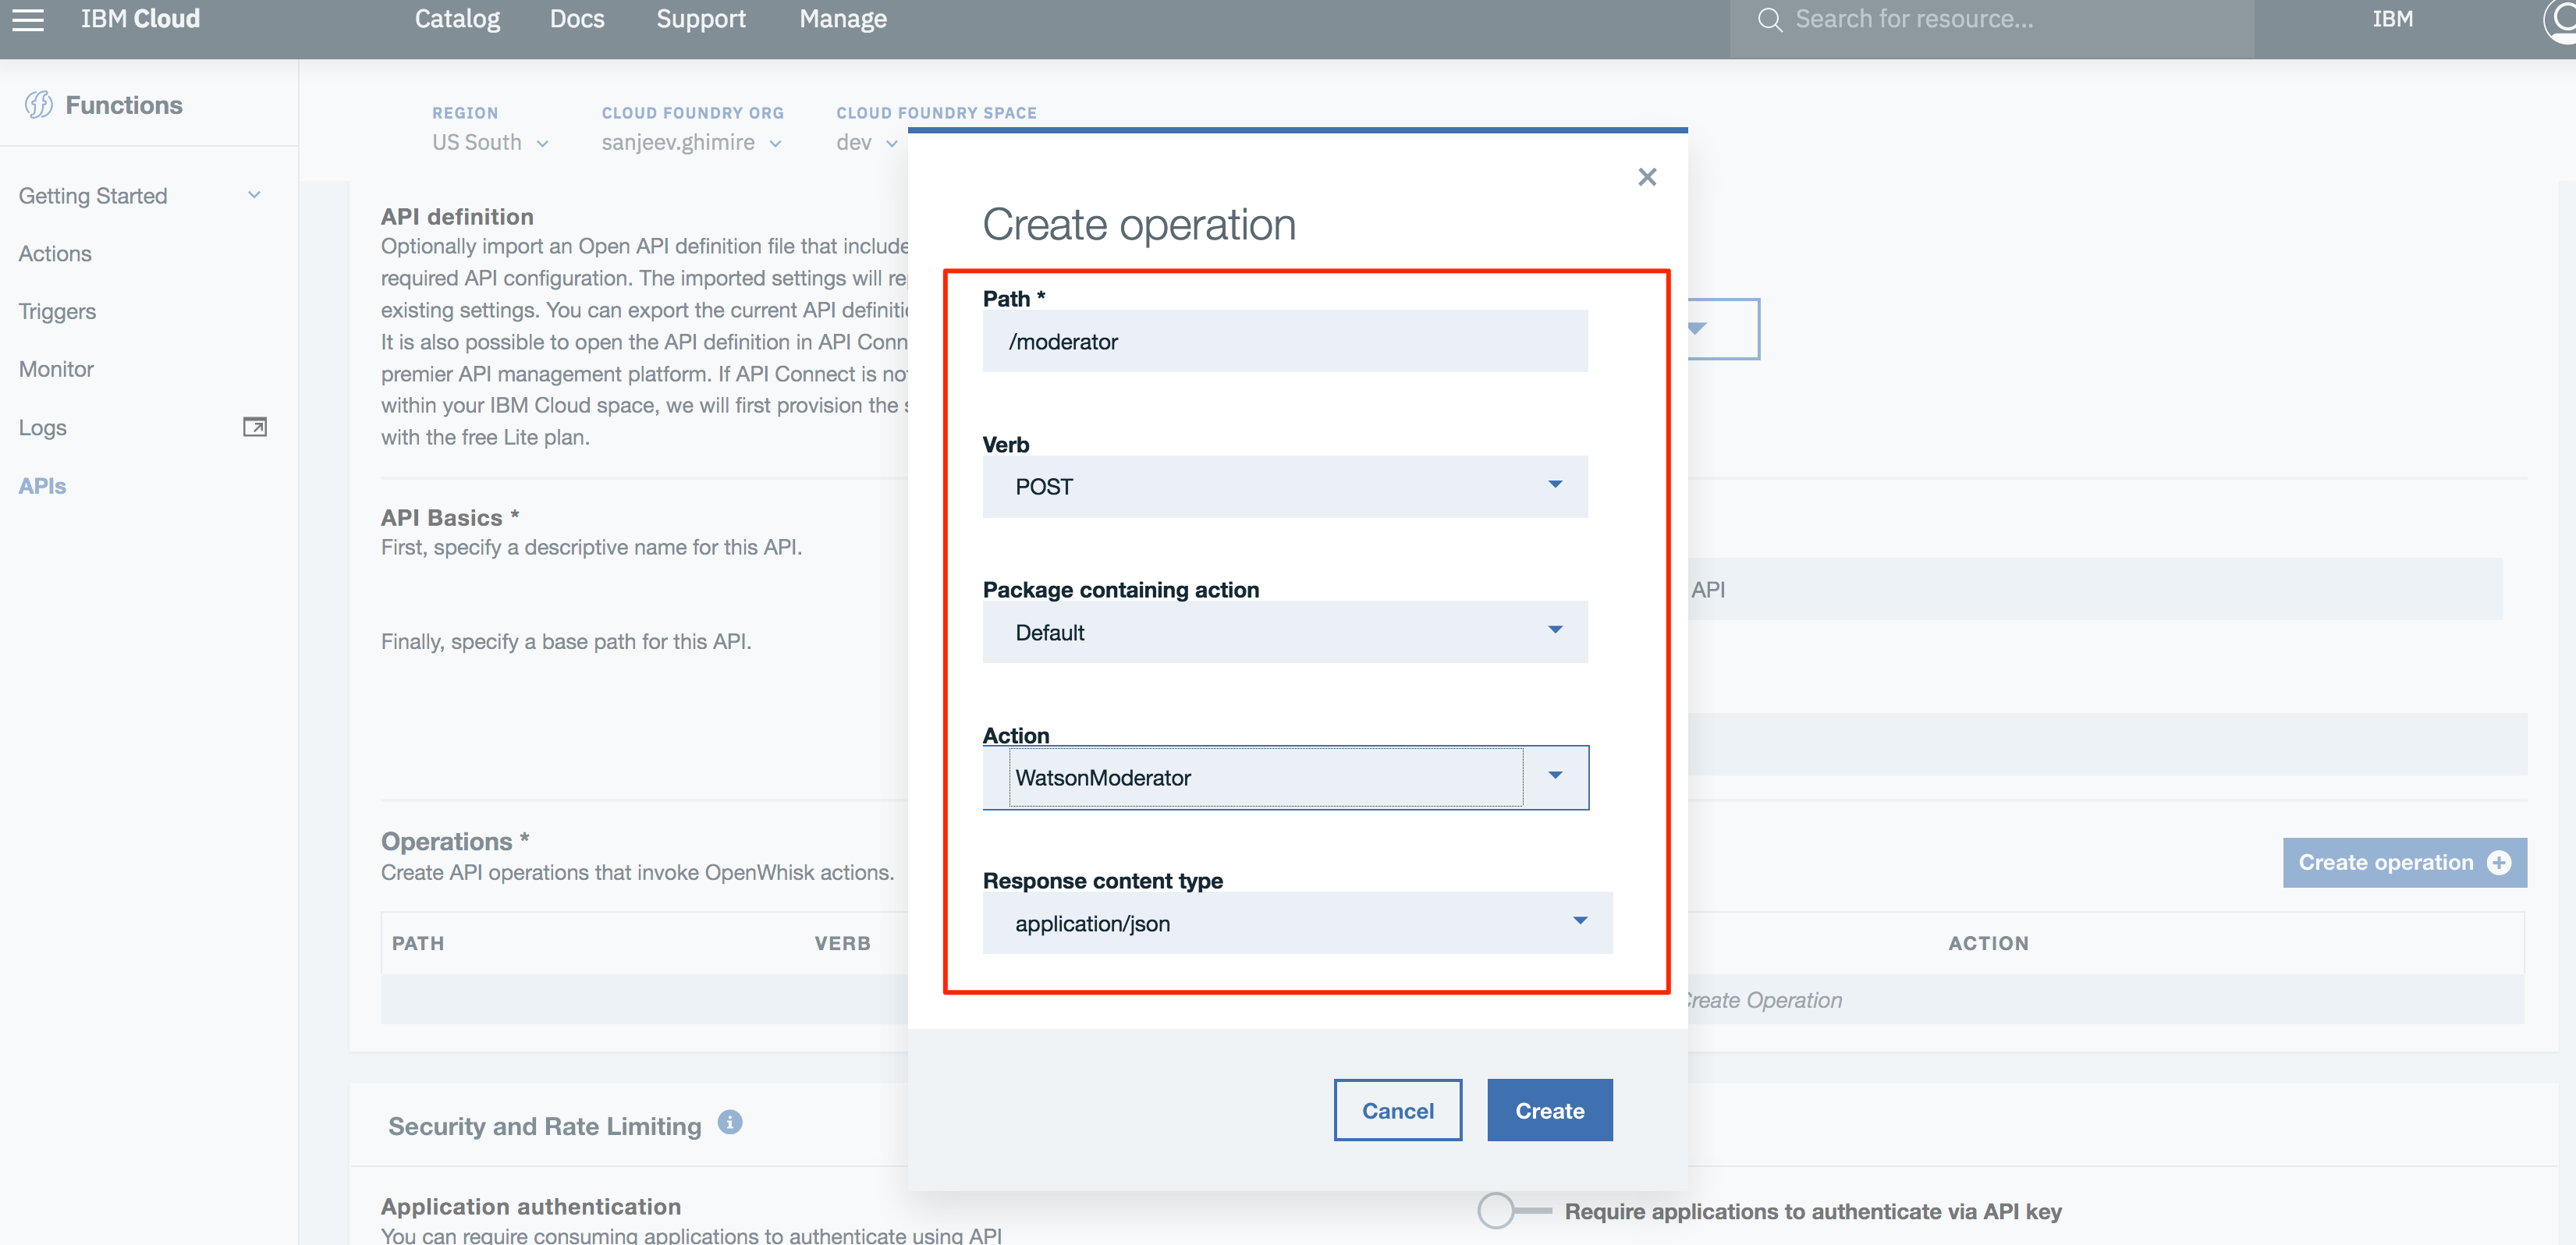 IBM Cloud
Catalog
Docs
Support
Manage
Search for resource...
IBM
Functions
Getting Started
Actions
Triggers
Monitor
Logs
APIs
REGION
US South
CLOUD FOUNDRY ORG
sanjeev.ghimire
CLOUD FOUNDRY SPACE
dev
API definition
Optionally import an Open API definition file that include
required API configuration. The imported settings will re
existing settings. You can export the current API definiti
It is also possible to open the API definition in API Conn
premier API management platform. If API Connect is no
within your IBM Cloud space, we will first provision the s
with the free Lite plan.
API Basics *
First, specify a descriptive name for this API.
API
Finally, specify a base path for this API.
Operations *
Create API operations that invoke OpenWhisk actions.
Create operation
PATH
VERB
ACTION
Create Operation
Security and Rate Limiting
Application authentication
You can require consuming applications to authenticate using API
Require applications to authenticate via API key
Create operation
Path *
/moderator
Verb
POST
Package containing action
Default
Action
WatsonModerator
Response content type
application/json
Cancel
Create